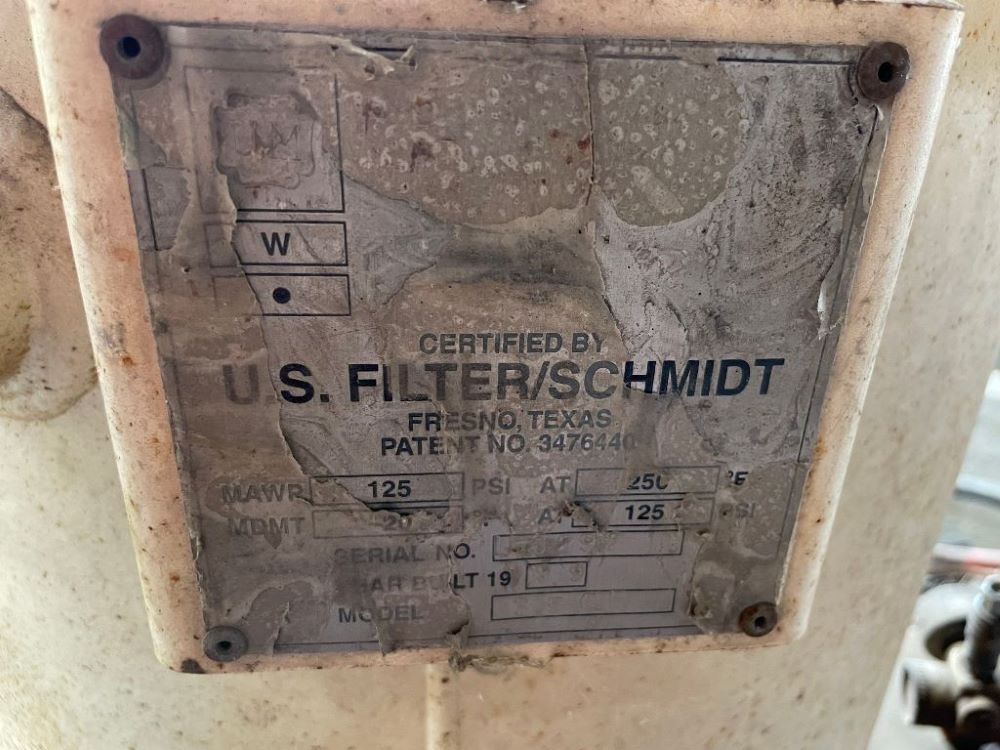 W
CERTIFIED BY
U.S. FILTER/SCHMIDT
FRESNO, TEXAS
PATENT NO. 3476440
MAWP 125 PSI AT 250 °F
MDMT 20 AT 125 PSI
SERIAL NO.
BUILT 19
MODEL